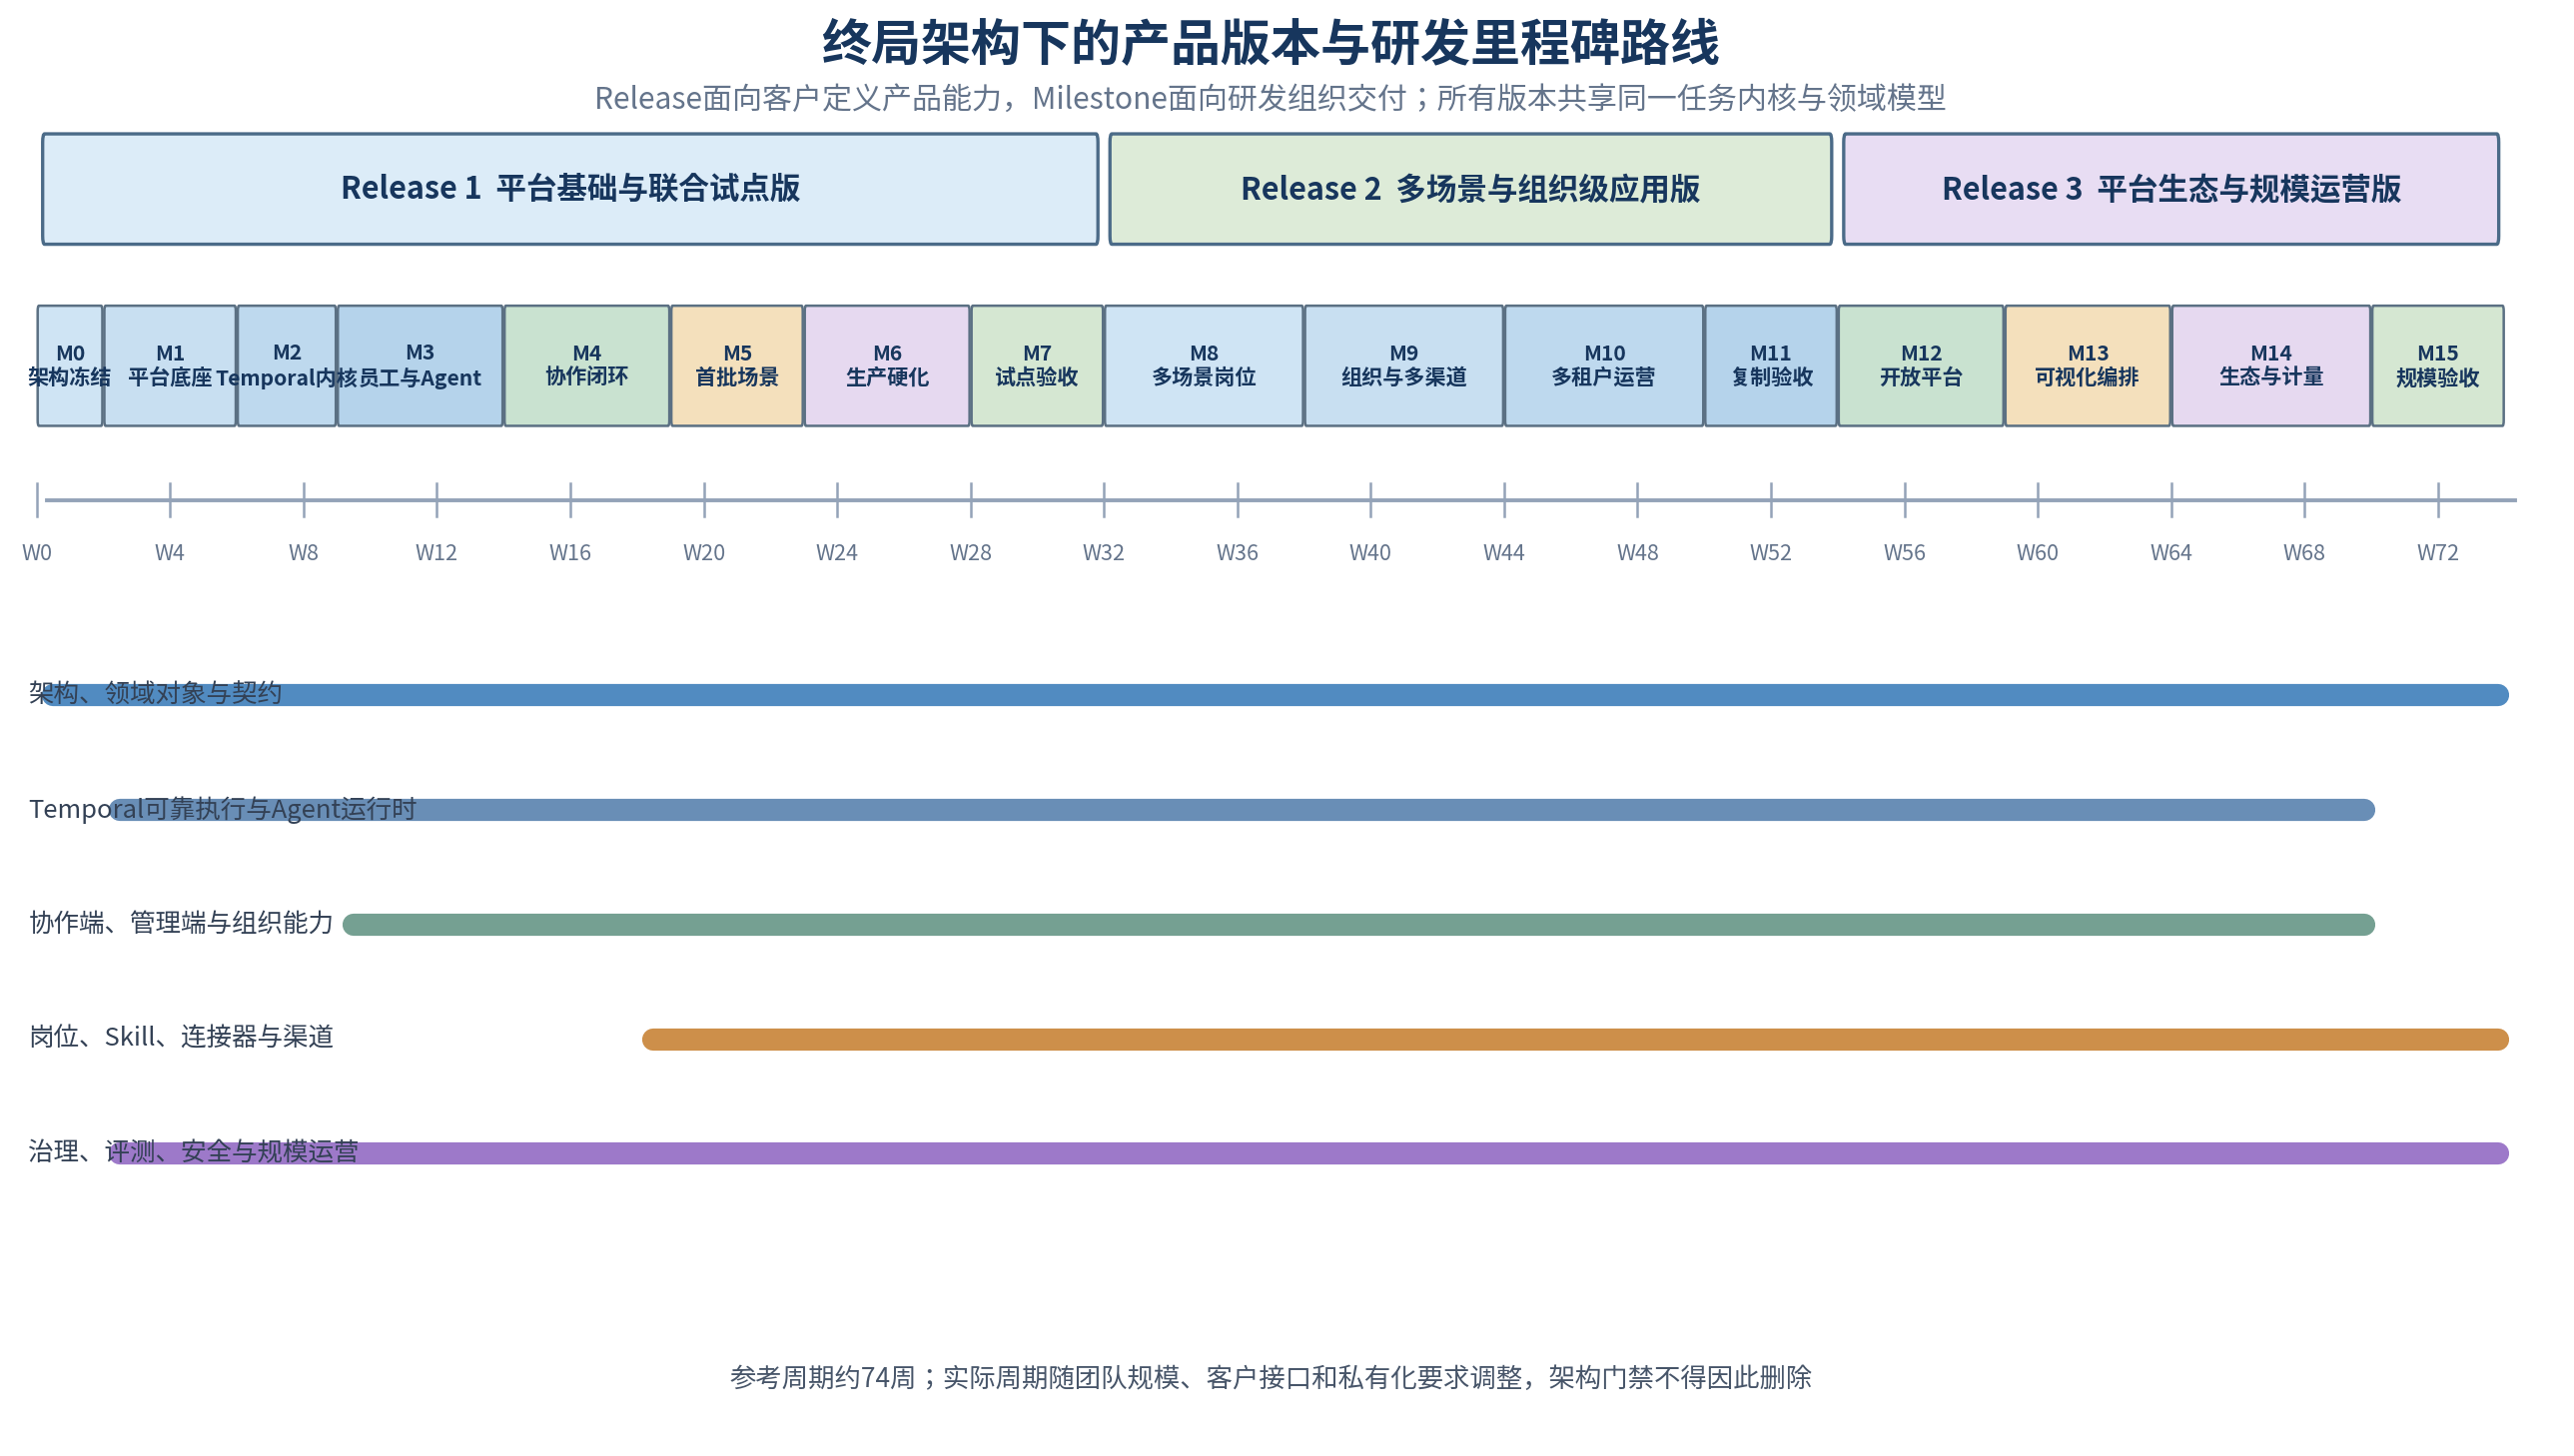 终局架构下的产品版本与研发里程碑路线
Release面向客户定义产品能力，Milestone面向研发组织交付；所有版本共享同一任务内核与领域模型
Release 1 平台基础与联合试点版
Release 2 多场景与组织级应用版
Release 3 平台生态与规模运营版
M0
架构冻结
M1
平台底座
M2
Temporal内核
M3
员工与Agent
M4
协作闭环
M5
首批场景
M6
生产硬化
M7
试点验收
M8
多场景岗位
M9
组织与多渠道
M10
多租户运营
M11
复制验收
M12
开放平台
M13
可视化编排
M14
生态与计量
M15
规模验收
W0
W4
W8
W12
W16
W20
W24
W28
W32
W36
W40
W44
W48
W52
W56
W60
W64
W68
W72
架构、领域对象与契约
Temporal可靠执行与Agent运行时
协作端、管理端与组织能力
岗位、Skill、连接器与渠道
治理、评测、安全与规模运营
参考周期约74周；实际周期随团队规模、客户接口和私有化要求调整，架构门禁不得因此删除